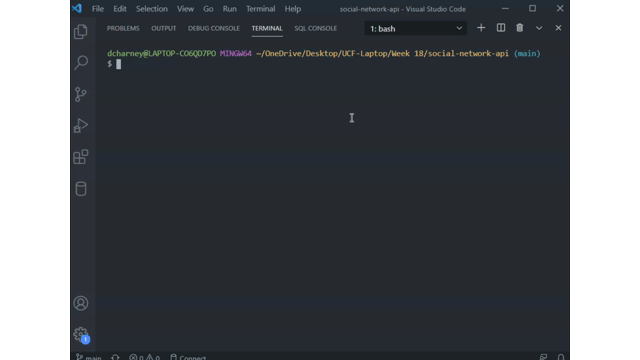 File Edit Selection View Go Run Terminal Help social-network-api - Visual Studio Code
PROBLEMS OUTPUT DEBUG CONSOLE TERMINAL SQL CONSOLE 1: bash
dcharney@LAPTOP-CO6QD7PO MINGW64 ~/OneDrive/Desktop/UCF-Laptop/Week 18/social-network-api (main)
$
1
main 0 0 Connect